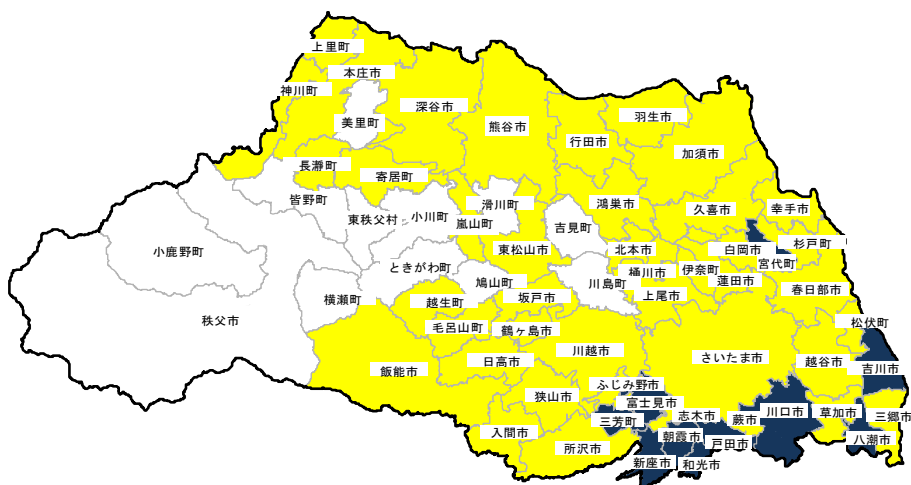 上里町
本庄市
神川町
深谷市
美里町
熊谷市
羽生市
行田市
加須市
長瀞町
寄居町
皆野町
東秩父村
小川町
滑川町
嵐山町
吉見町
鴻巣市
久喜市
幸手市
小鹿野町
東松山市
北本市
白岡市
杉戸町
宮代町
ときがわ町
鳩山町
川島町
桶川市
伊奈町
蓮田市
春日部市
横瀬町
越生町
坂戸市
上尾市
秩父市
毛呂山町
鶴ヶ島市
松伏町
川越市
さいたま市
越谷市
吉川市
飯能市
日高市
ふじみ野市
狭山市
富士見市
三芳町
志木市
蕨市
川口市
草加市
三郷市
入間市
所沢市
朝霞市
戸田市
八潮市
新座市
和光市